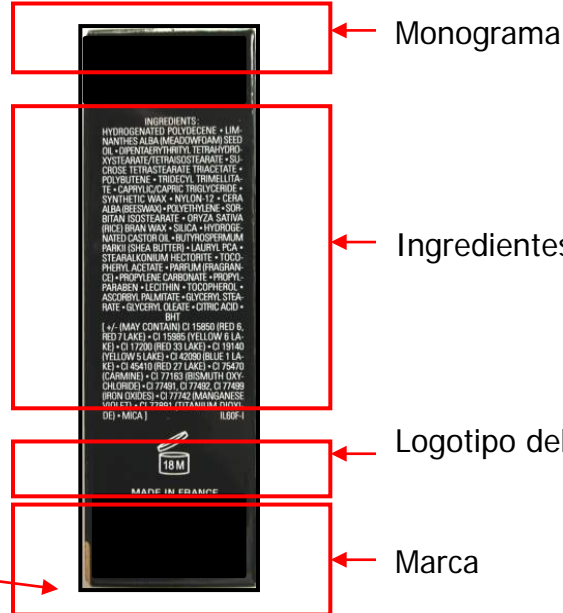 Monograma
INGREDIENTS:
HYDROGENATED POLYDECENE • LIM-
NANTHES ALBA (MEADOWFOAM) SEED
OIL • DIPENTAERYTHRITYL TETRAHYDRO-
XYSTEARATE/TETRAISOSTEARATE • SU-
CROSE TETRASTEARATE TRIACETATE •
POLYBUTENE • TRIDECYL TRIMELLITA-
TE • CAPRYLIC/CAPRIC TRIGLYCERIDE •
SYNTHETIC WAX • NYLON-12 • CERA
ALBA (BEESWAX) • POLYETHYLENE • SOR-
BITAN ISOSTEARATE • ORYZA SATIVA
(RICE) BRAN WAX • SILICA • HYDROGE-
NATED CASTOR OIL • BUTYROSPERMUM
PARKII (SHEA BUTTER) • LAURYL PCA •
STEARALKONIUM HECTORITE • TOCO-
PHERYL ACETATE • PARFUM (FRAGRAN-
CE) • PROPYLENE CARBONATE • PROPYL-
PARABEN • LECITHIN • TOCOPHEROL •
ASCORBYL PALMITATE • GLYCERYL STEA-
RATE • GLYCERYL OLEATE • CITRIC ACID •
BHT
[ +/- (MAY CONTAIN) CI 15850 (RED 6,
RED 7 LAKE) • CI 15985 (YELLOW 6 LA-
KE) • CI 17200 (RED 33 LAKE) • CI 19140
(YELLOW 5 LAKE) • CI 42090 (BLUE 1 LA-
KE) • CI 45410 (RED 27 LAKE) • CI 75470
(CARMINE) • CI 77163 (BISMUTH OXY-
CHLORIDE) • CI 77491, CI 77492, CI 77499
(IRON OXIDES) • CI 77742 (MANGANESE
VIOLET) • CI 77891 (TITANIUM DIOXI-
DE) • MICA ] IL60F-I
Ingredientes
Logotipo del
18 M
MADE IN FRANCE
Marca